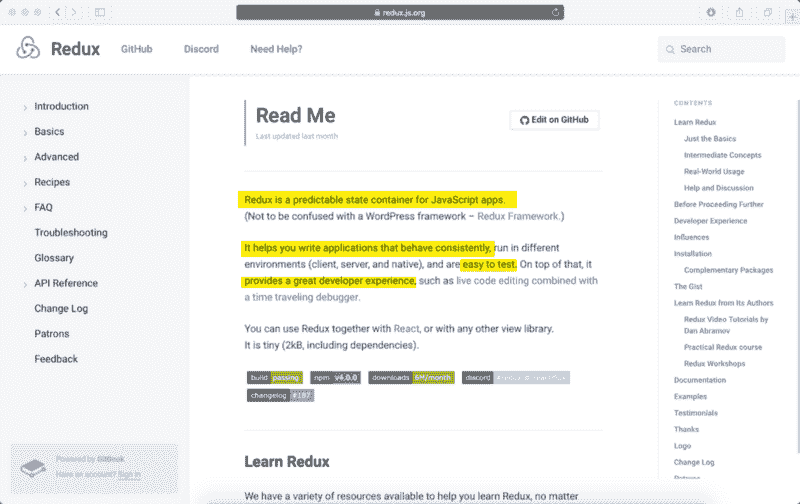 redux.js.org
Redux
GitHub
Discord
Need Help?
Search
Introduction
Basics
Advanced
Recipes
FAQ
Troubleshooting
Glossary
API Reference
Change Log
Patrons
Feedback
Powered by GitBook
Have an account? Sign in
Read Me
Last updated last month
Edit on GitHub
Redux is a predictable state container for JavaScript apps.
(Not to be confused with a WordPress framework – Redux Framework.)
It helps you write applications that behave consistently, run in different
environments (client, server, and native), and are easy to test. On top of that, it
provides a great developer experience, such as live code editing combined with
a time traveling debugger.
You can use Redux together with React, or with any other view library.
It is tiny (2kB, including dependencies).
build passing
npm v4.0.0
downloads
discord
changelog #187
Learn Redux
We have a variety of resources available to help you learn Redux, no matter
CONTENTS
Learn Redux
Just the Basics
Intermediate Concepts
Real-World Usage
Help and Discussion
Before Proceeding Further
Developer Experience
Influences
Installation
Complementary Packages
The Gist
Learn Redux from Its Authors
Redux Video Tutorials by
Dan Abramov
Practical Redux course
Redux Workshops
Documentation
Examples
Testimonials
Thanks
Logo
Change Log
Patrons